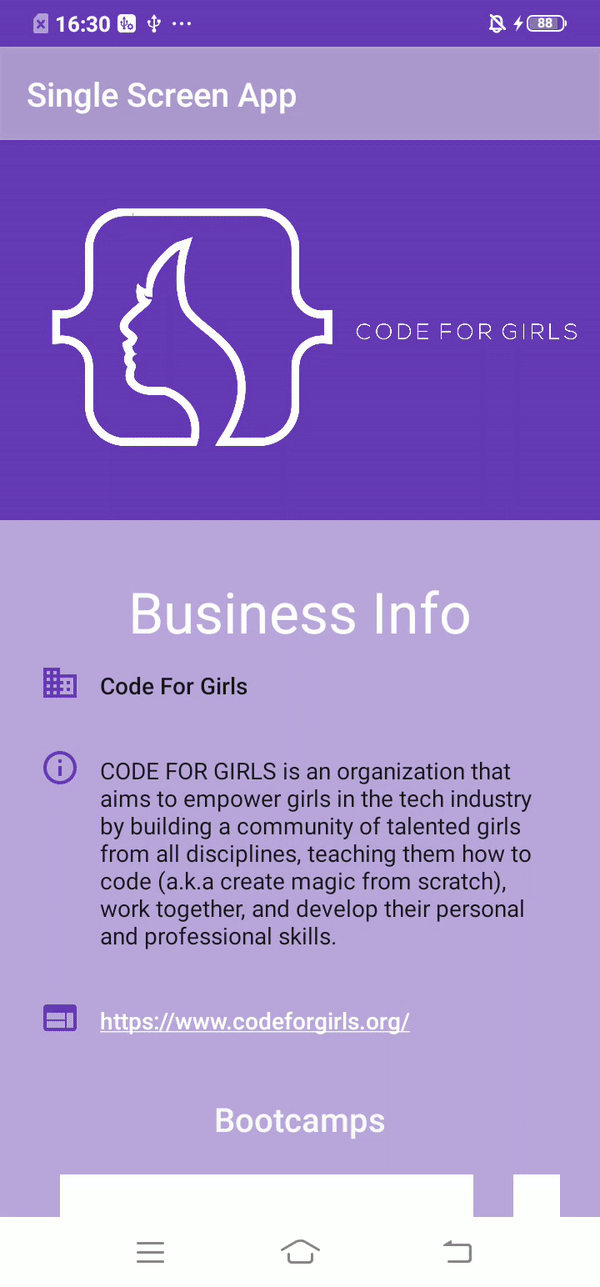 16:30
88
Single Screen App
CODE FOR GIRLS
Business Info
Code For Girls
CODE FOR GIRLS is an organization that
aims to empower girls in the tech industry
by building a community of talented girls
from all disciplines, teaching them how to
code (a.k.a create magic from scratch),
work together, and develop their personal
and professional skills.
https://www.codeforgirls.org/
Bootcamps